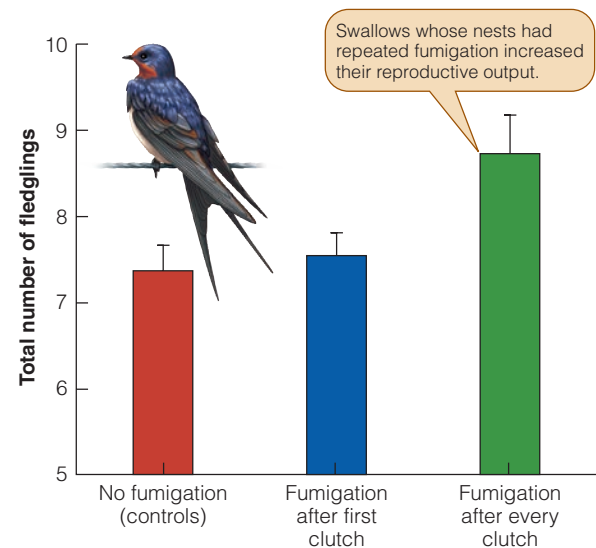 Swallows whose nests had
repeated fumigation increased
their reproductive output.
Total number of fledglings
10
9
8
7
6
5
No fumigation
(controls)
Fumigation
after first
clutch
Fumigation
after every
clutch